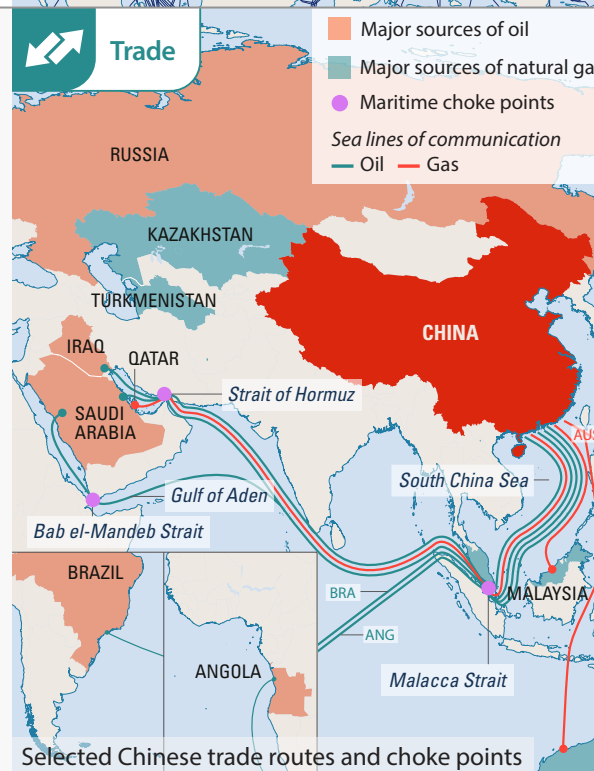 Trade
Major sources of oil
Major sources of natural ga
Maritime choke points
Sea lines of communication
Oil
Gas
RUSSIA
KAZAKHSTAN
TURKMENISTAN
CHINA
IRAQ
QATAR
Strait of Hormuz
SAUDI
ARABIA
AUS
South China Sea
Gulf of Aden
Bab el-Mandeb Strait
BRAZIL
BRA
MALAYSIA
ANG
ANGOLA
Malacca Strait
Selected Chinese trade routes and choke points